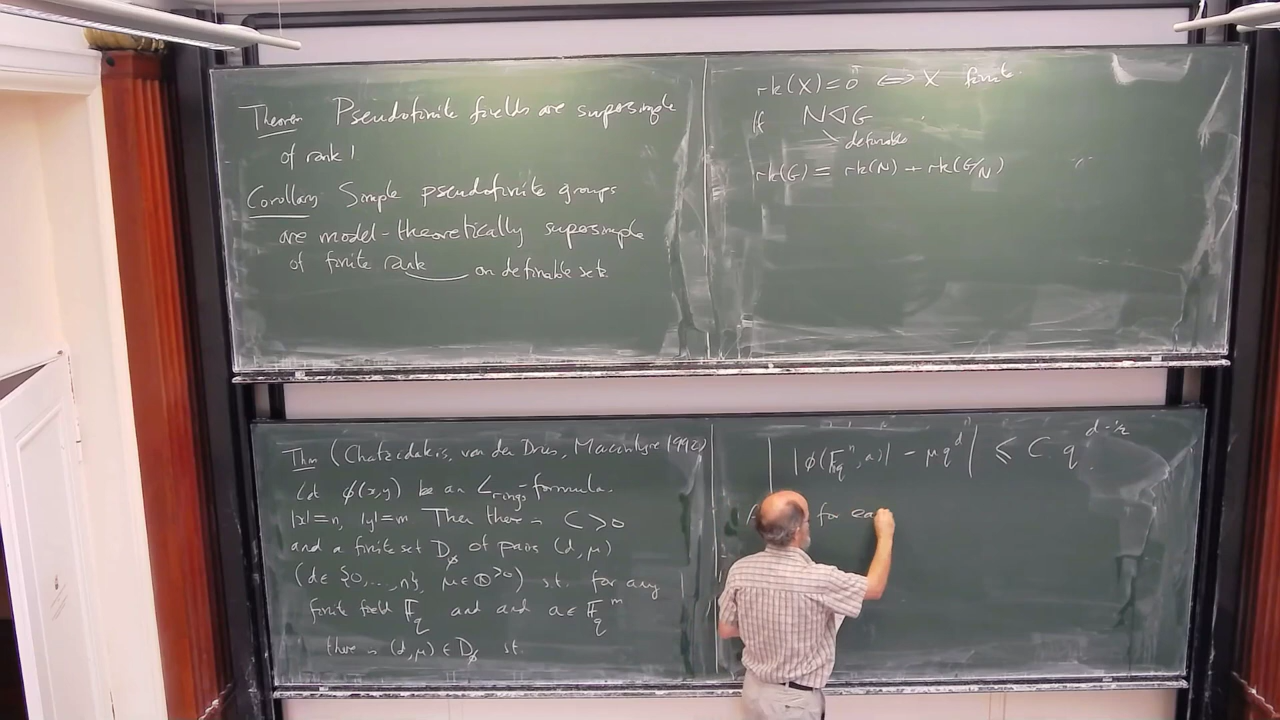 Theorem Pseudofinite fields are supersimple
of rank 1
Corollary Simple pseudofinite groups
are model-theoretically supersimple
of finite rank on definable sets
rk(X)=0 ⟺ X finite.
If N◁G
definable
rk(G) = rk(N) + rk(G/N)
Thm (Chatzidakis, van den Dries, Macintyre 1992)
Let φ(x,y) be an L_rings-formula.
|x|=n, |y|=m Then there is C>0
and a finite set D_φ of pairs (d,μ)
(d∈{0,...,n}, μ∈ℚ^{>0}) st. for any
finite field 𝔽_q and and a∈𝔽_q^m
there is (d,μ)∈D_φ st.
| |φ(𝔽_q^n, a)| - μq^d | ≤ C. q^{d-1/2}
for ea